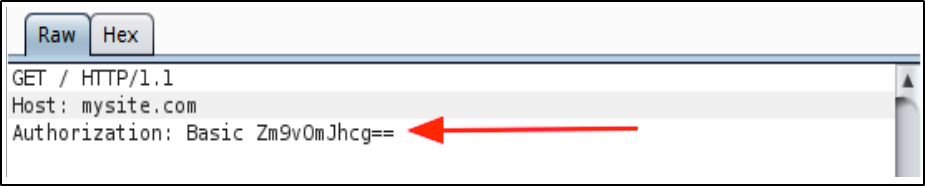 Raw Hex
GET / HTTP/1.1
Host: mysite.com
Authorization: Basic Zm9vOmJhcg==